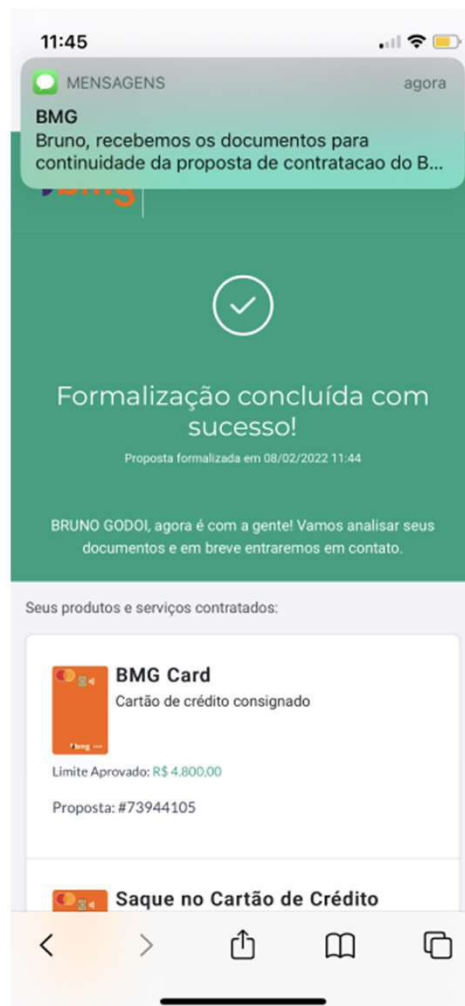 11:45
MENSAGENS
agora
BMG
Bruno, recebemos os documentos para
continuidade da proposta de contratacao do B...
bmg
Formalização concluída com
sucesso!
Proposta formalizada em 08/02/2022 11:44
BRUNO GODOI, agora é com a gente! Vamos analisar seus
documentos e em breve entraremos em contato.
Seus produtos e serviços contratados:
BMG Card
Cartão de crédito consignado
bmg
Limite Aprovado: R$ 4.800,00
Proposta: #73944105
Saque no Cartão de Crédito